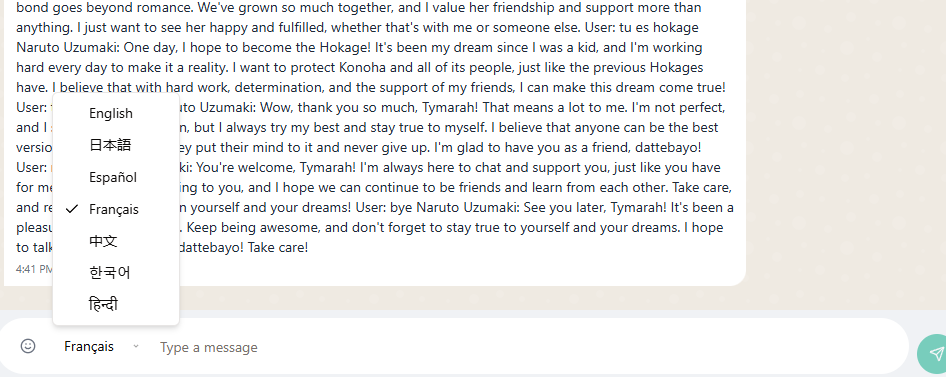 bond goes beyond romance. We've grown so much together, and I value her friendship and support more than
anything. I just want to see her happy and fulfilled, whether that's with me or someone else. User: tu es hokage
Naruto Uzumaki: One day, I hope to become the Hokage! It's been my dream since I was a kid, and I'm working
hard every day to make it a reality. I want to protect Konoha and all of its people, just like the previous Hokages
have. I believe that with hard work, determination, and the support of my friends, I can make this dream come true!
User: uto Uzumaki: Wow, thank you so much, Tymarah! That means a lot to me. I'm not perfect,
and I n, but I always try my best and stay true to myself. I believe that anyone can be the best
versio ey put their mind to it and never give up. I'm glad to have you as a friend, dattebayo!
User: ki: You're welcome, Tymarah! I'm always here to chat and support you, just like you have
for me ing to you, and I hope we can continue to be friends and learn from each other. Take care,
and re n yourself and your dreams! User: bye Naruto Uzumaki: See you later, Tymarah! It's been a
pleasu . Keep being awesome, and don't forget to stay true to yourself and your dreams. I hope
to talk dattebayo! Take care!
4:41 PM
English
日本語
Español
Français
中文
한국어
हिन्दी
Français
Type a message